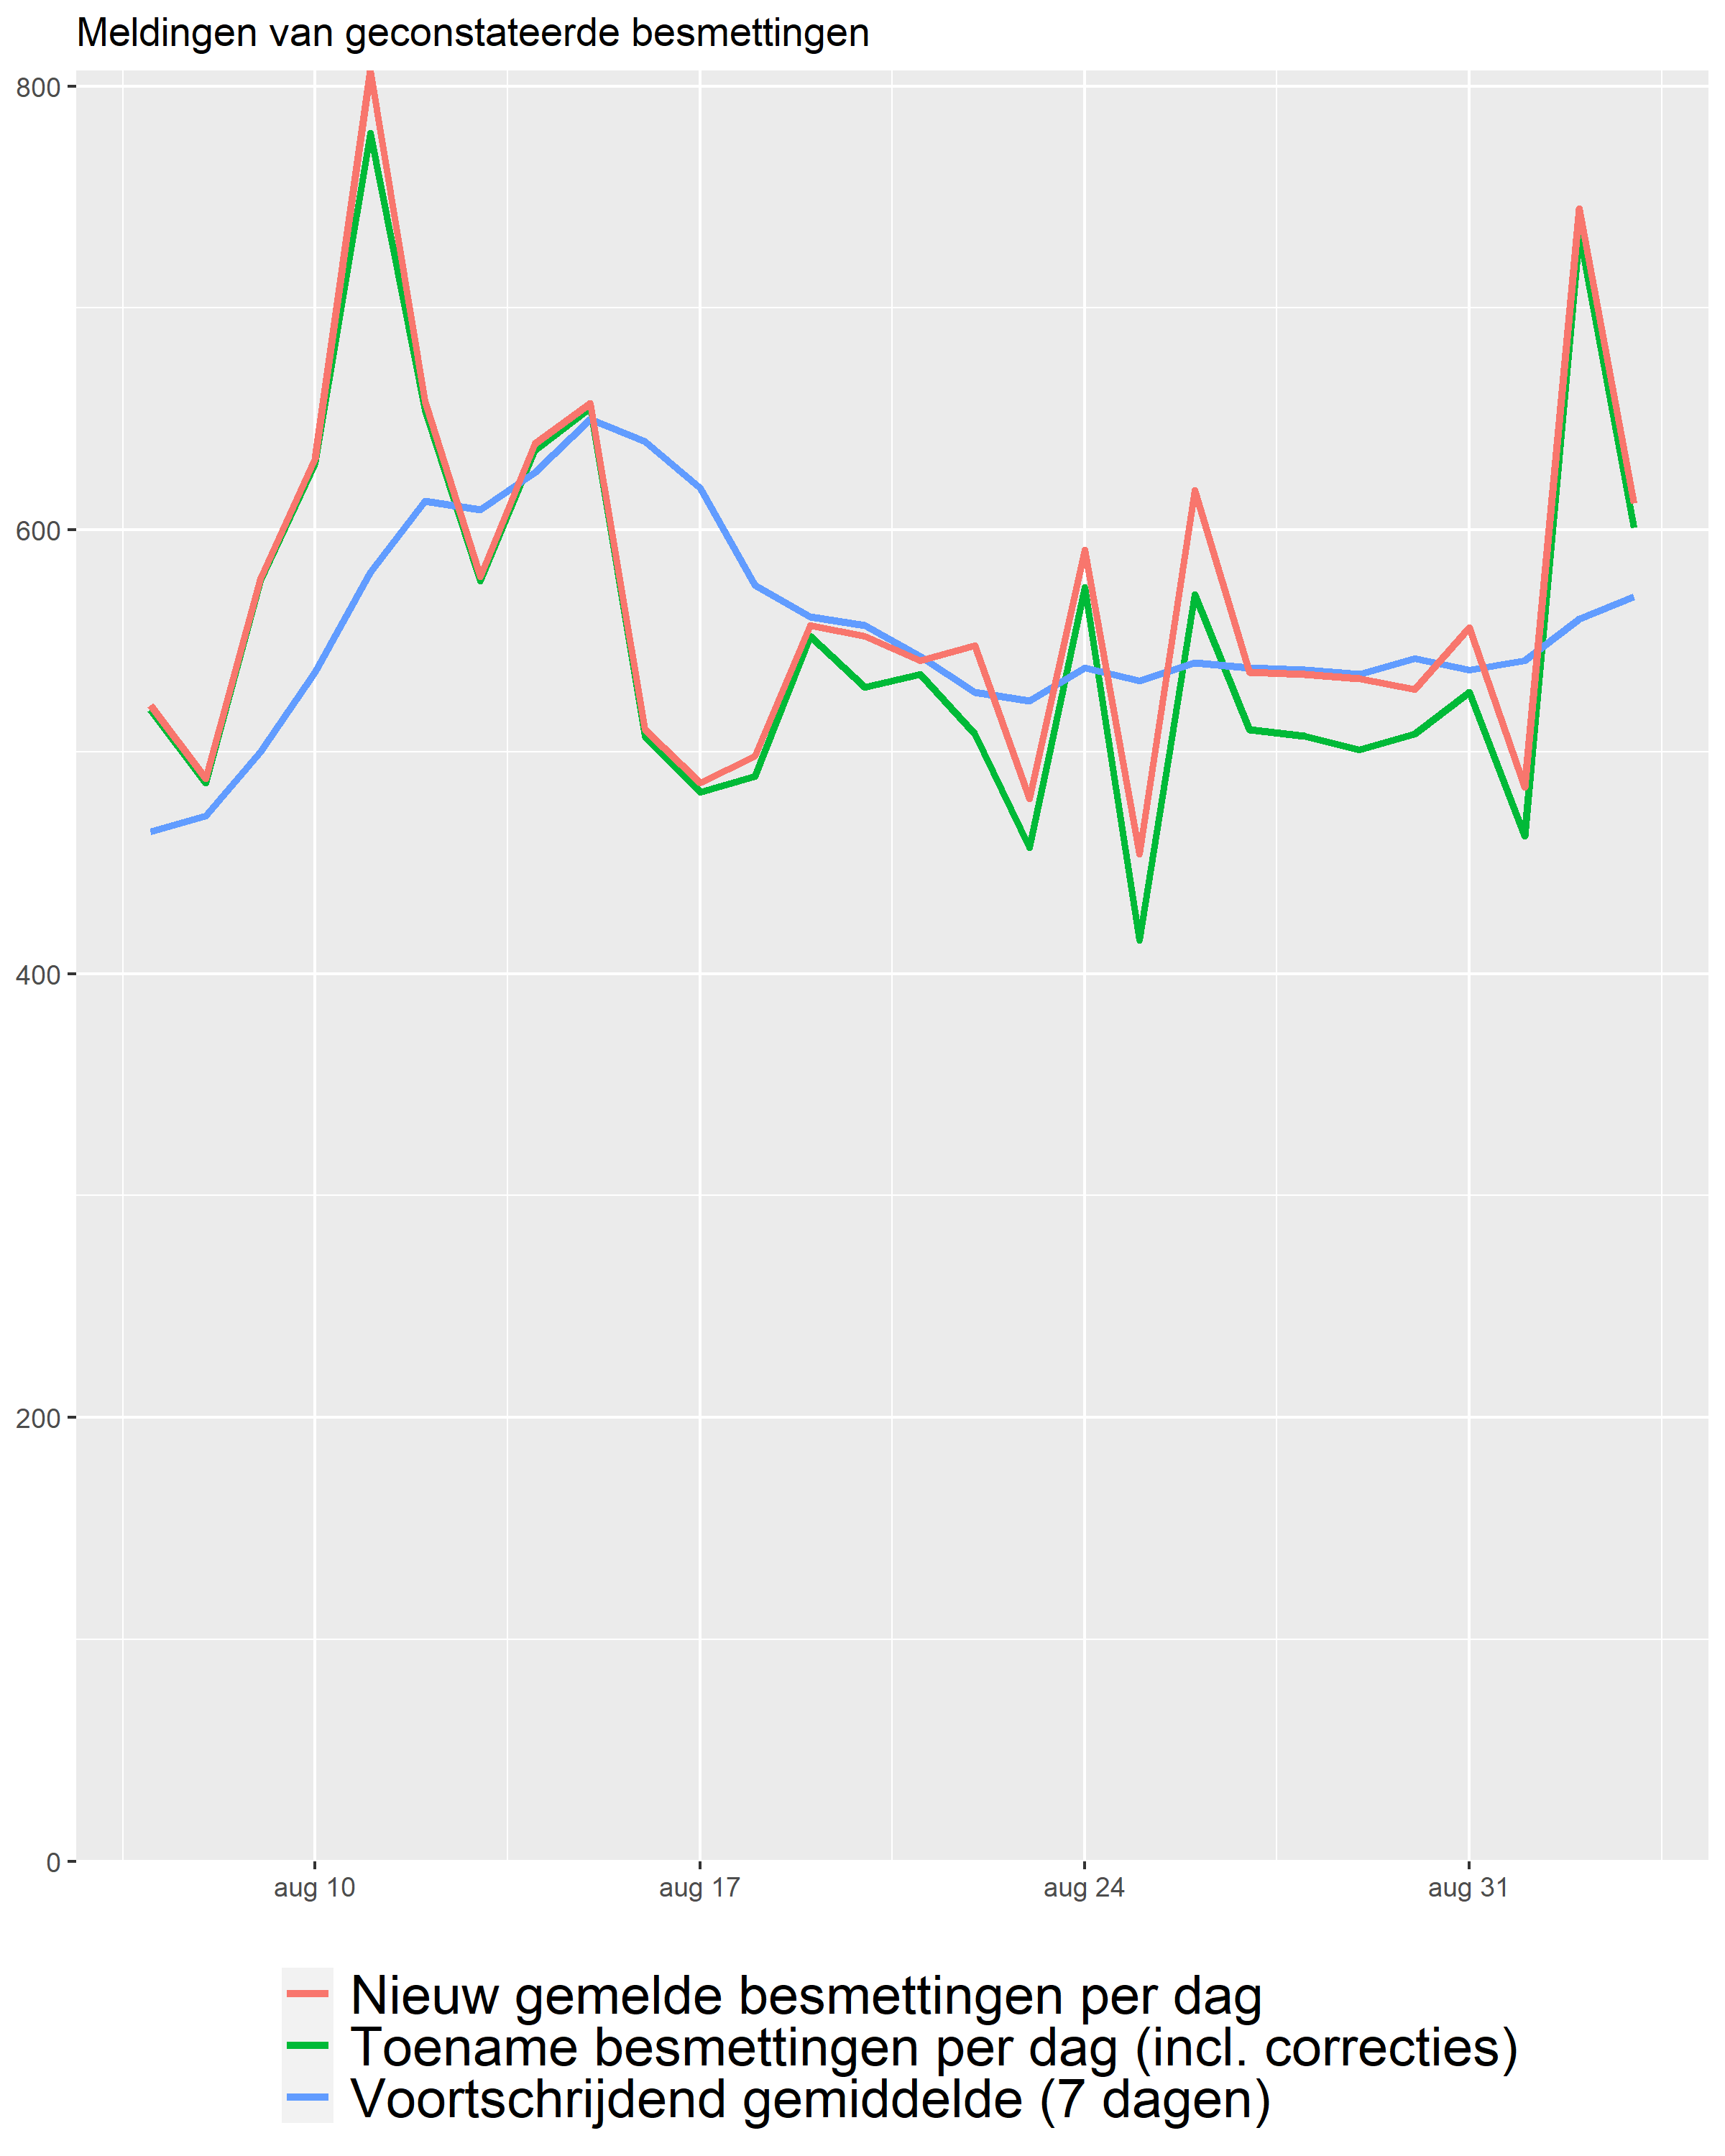 Meldingen van geconstateerde besmettingen
800
600
400
200
0
aug 10 aug 17 aug 24 aug 31
Nieuw gemelde besmettingen per dag
Toename besmettingen per dag (incl. correcties)
Voortschrijdend gemiddelde (7 dagen)